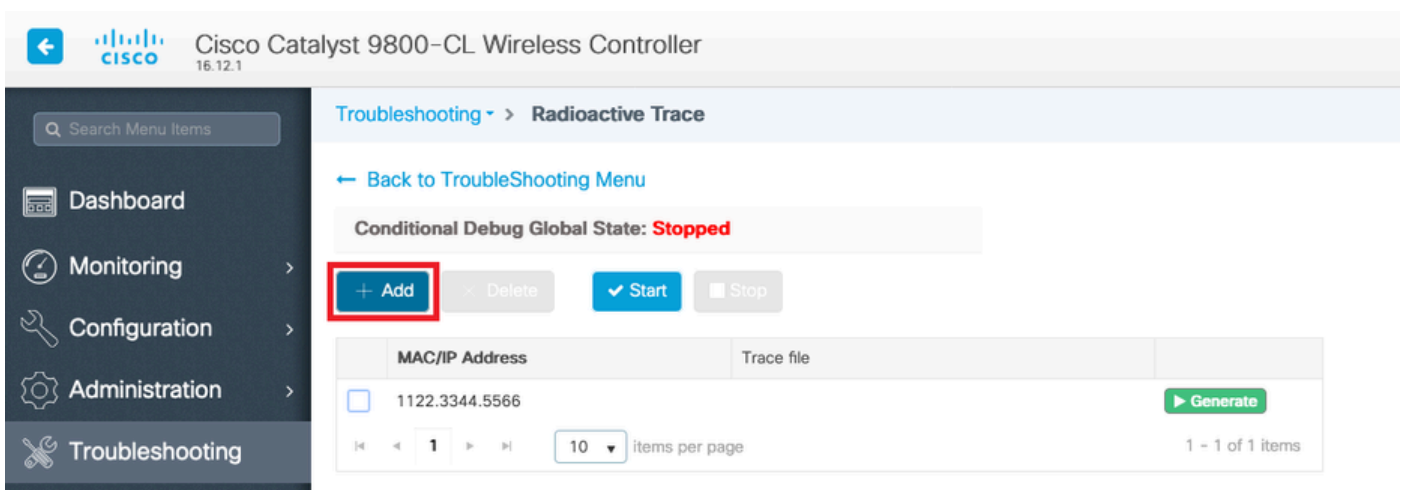 CISCO
Cisco Catalyst 9800-CL Wireless Controller
16.12.1
Search Menu Items
Dashboard
Monitoring
Configuration
Administration
Troubleshooting
Troubleshooting > Radioactive Trace
← Back to TroubleShooting Menu
Conditional Debug Global State: Stopped
+ Add × Delete ✔ Start Stop
MAC/IP Address Trace file
1122.3344.5566 Generate
1 10 items per page 1 - 1 of 1 items